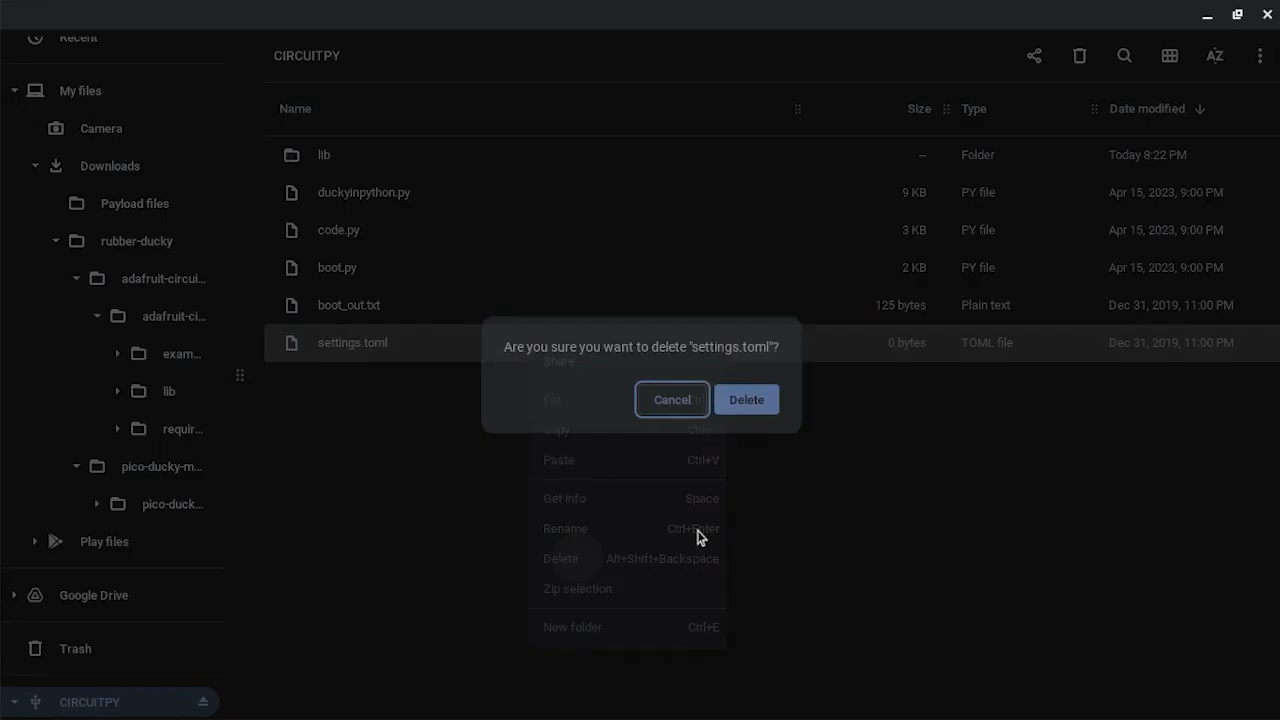 Recent
My files
Camera
Downloads
Payload files
rubber-ducky
adafruit-circui...
adafruit-ci...
exam...
lib
requir...
pico-ducky-m...
pico-duck...
Play files
Google Drive
Trash
CIRCUITPY
CIRCUITPY
Name Size Type Date modified
lib -- Folder Today 8:22 PM
duckyinpython.py 9 KB PY file Apr 15, 2023, 9:00 PM
code.py 3 KB PY file Apr 15, 2023, 9:00 PM
boot.py 2 KB PY file Apr 15, 2023, 9:00 PM
boot_out.txt 125 bytes Plain text Dec 31, 2019, 11:00 PM
settings.toml 0 bytes TOML file Dec 31, 2019, 11:00 PM
Are you sure you want to delete "settings.toml"?
Cancel Delete
Share
Copy
Paste Ctrl+V
Get info Space
Rename Ctrl+Enter
Delete Alt+Shift+Backspace
Zip selection
New folder Ctrl+E